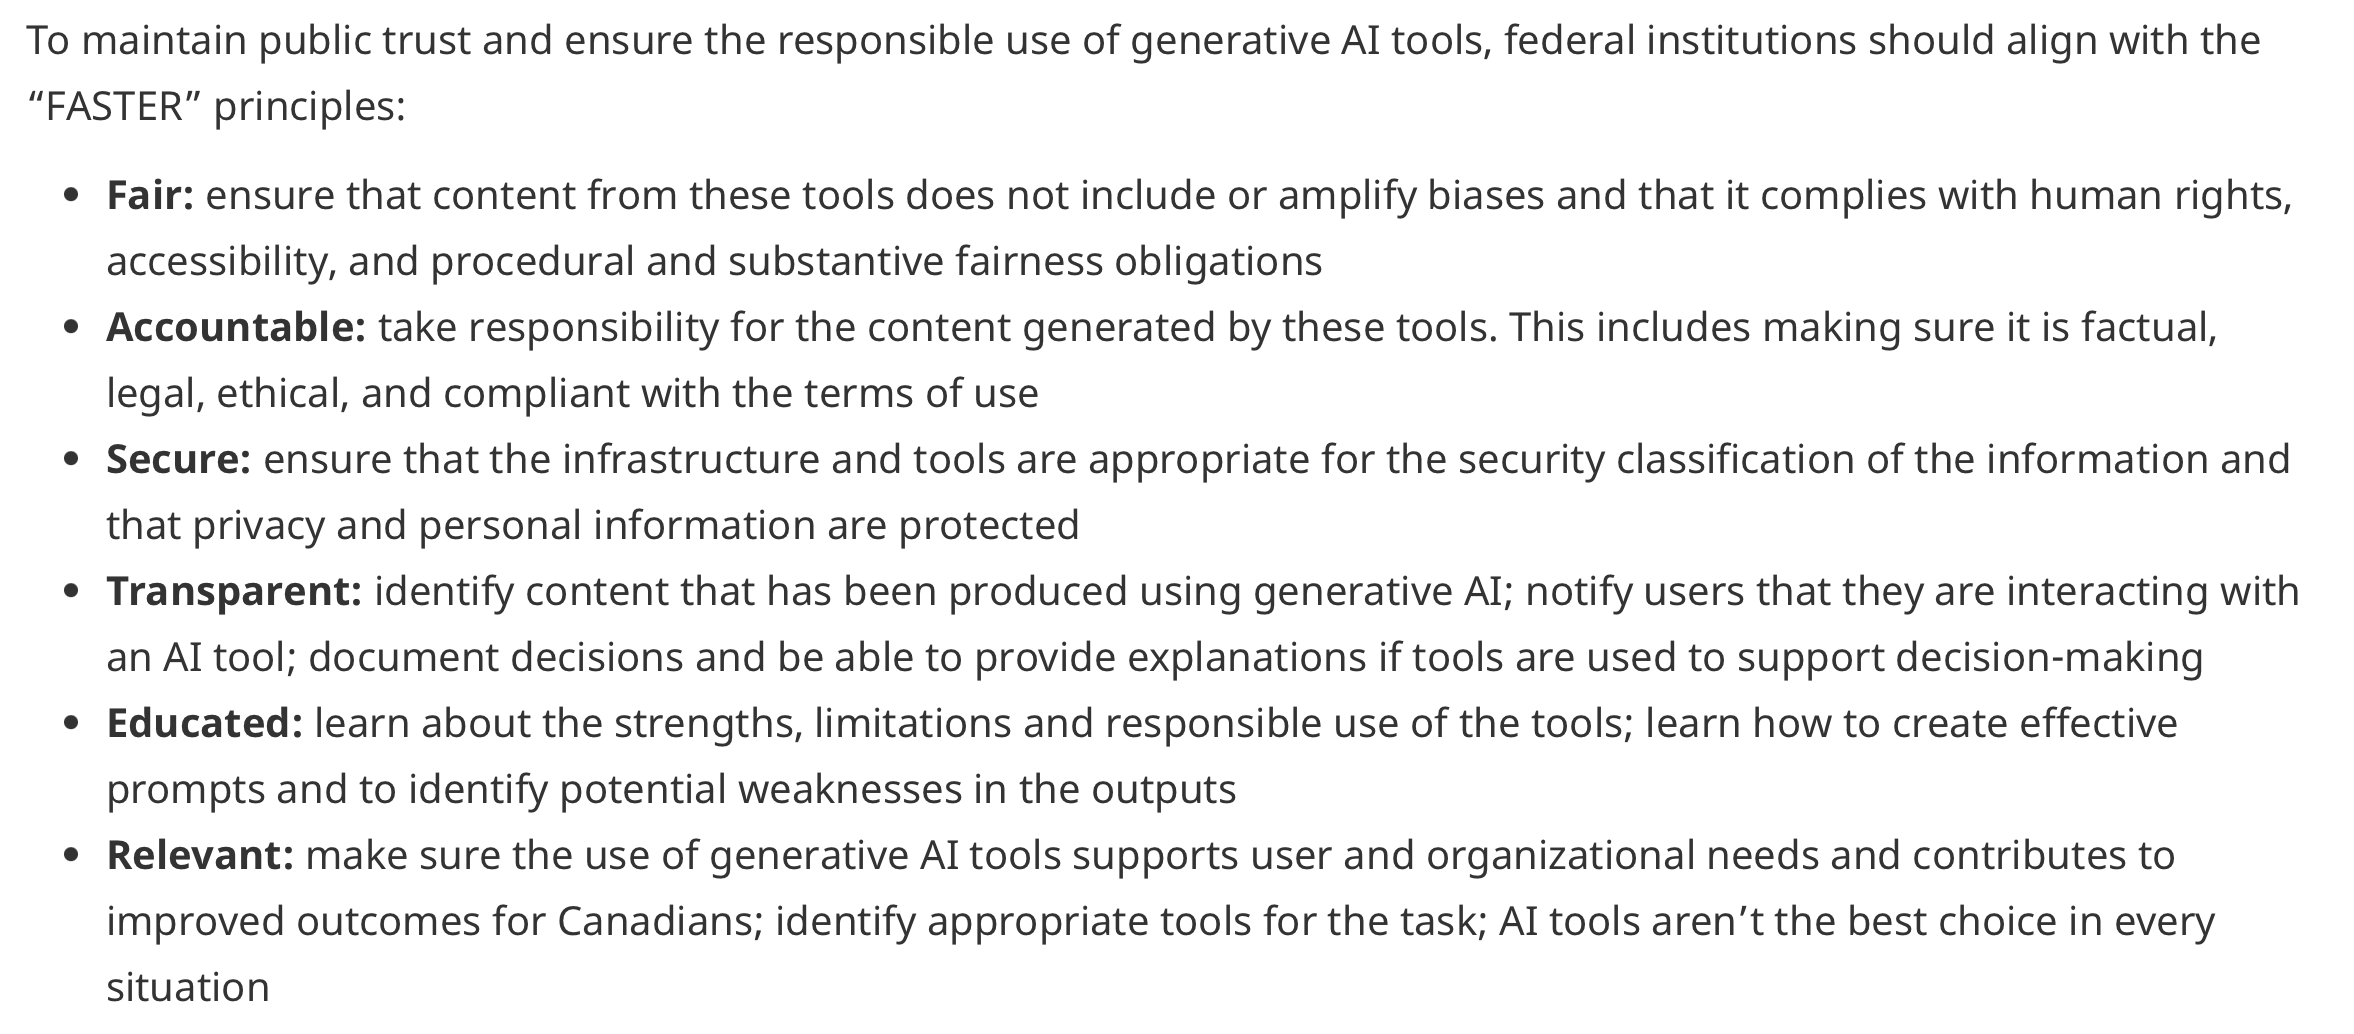 To maintain public trust and ensure the responsible use of generative AI tools, federal institutions should align with the
“FASTER” principles:
• Fair: ensure that content from these tools does not include or amplify biases and that it complies with human rights,
accessibility, and procedural and substantive fairness obligations
• Accountable: take responsibility for the content generated by these tools. This includes making sure it is factual,
legal, ethical, and compliant with the terms of use
• Secure: ensure that the infrastructure and tools are appropriate for the security classification of the information and
that privacy and personal information are protected
• Transparent: identify content that has been produced using generative AI; notify users that they are interacting with
an AI tool; document decisions and be able to provide explanations if tools are used to support decision-making
• Educated: learn about the strengths, limitations and responsible use of the tools; learn how to create effective
prompts and to identify potential weaknesses in the outputs
• Relevant: make sure the use of generative AI tools supports user and organizational needs and contributes to
improved outcomes for Canadians; identify appropriate tools for the task; AI tools aren’t the best choice in every
situation